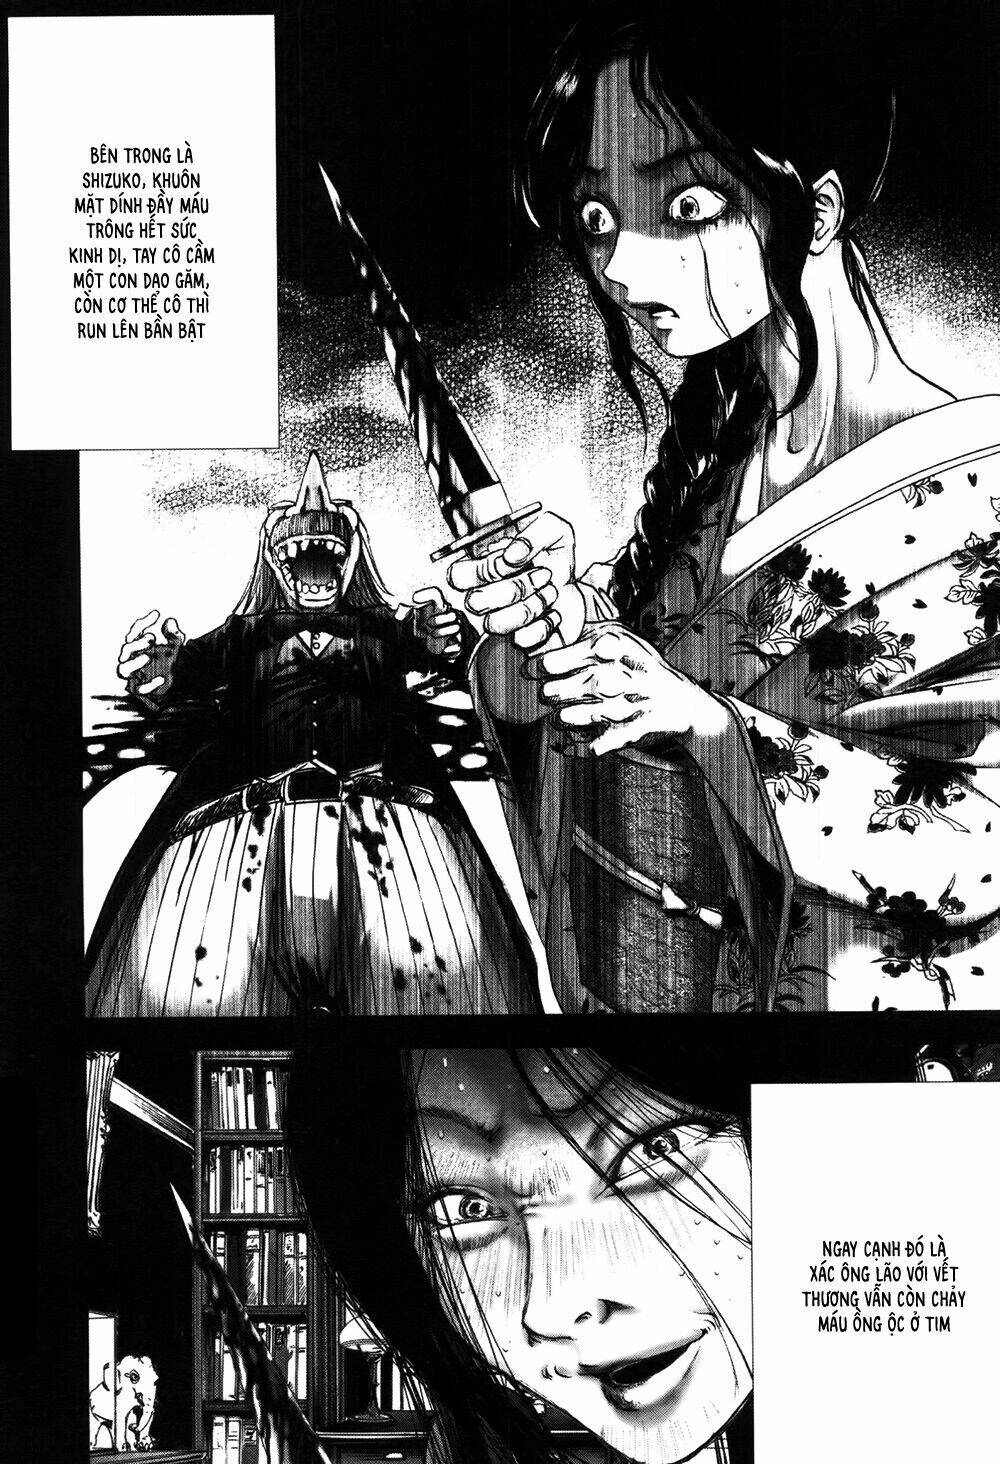 BÊN TRONG LÀ
SHIZUKO, KHUÔN
MẶT DÍNH ĐẦY MÁU
TRÔNG HẾT SỨC
KINH DỊ, TAY CÔ CẦM
MỘT CON DAO GĂM,
CÒN CƠ THỂ CÔ THÌ
RUN LÊN BẦN BẬT
NGAY CẠNH ĐÓ LÀ
XÁC ÔNG LÃO VỚI VẾT
THƯƠNG VẪN CÒN CHẢY
MÁU ỒNG ỘC Ở TIM